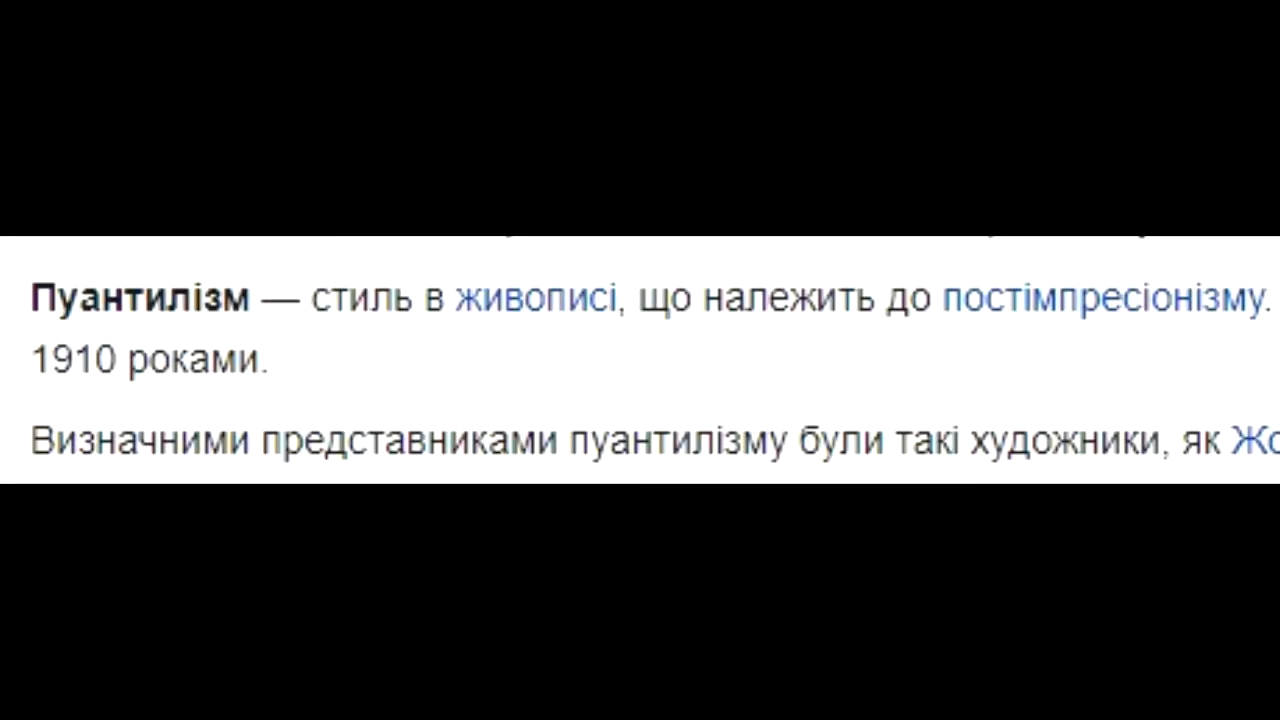 Пуантилізм — стиль в живописі, що належить до постімпресіонізму.
1910 роками.
Визначними представниками пуантилізму були такі художники, як